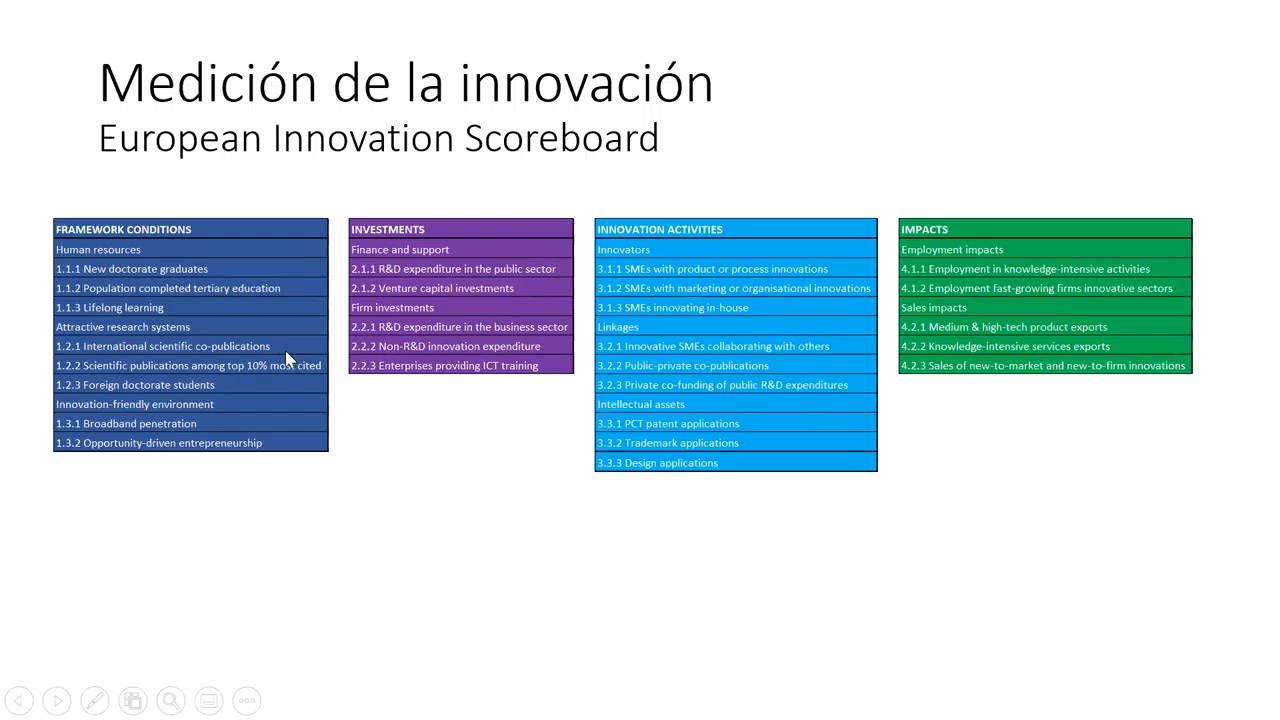 Medición de la innovación
European Innovation Scoreboard
FRAMEWORK CONDITIONS
Human resources
1.1.1 New doctorate graduates
1.1.2 Population completed tertiary education
1.1.3 Lifelong learning
Attractive research systems
1.2.1 International scientific co-publications
1.2.2 Scientific publications among top 10% most cited
1.2.3 Foreign doctorate students
Innovation-friendly environment
1.3.1 Broadband penetration
1.3.2 Opportunity-driven entrepreneurship
INVESTMENTS
Finance and support
2.1.1 R&D expenditure in the public sector
2.1.2 Venture capital investments
Firm investments
2.2.1 R&D expenditure in the business sector
2.2.2 Non-R&D innovation expenditure
2.2.3 Enterprises providing ICT training
INNOVATION ACTIVITIES
Innovators
3.1.1 SMEs with product or process innovations
3.1.2 SMEs with marketing or organisational innovations
3.1.3 SMEs innovating in-house
Linkages
3.2.1 Innovative SMEs collaborating with others
3.2.2 Public-private co-publications
3.2.3 Private co-funding of public R&D expenditures
Intellectual assets
3.3.1 PCT patent applications
3.3.2 Trademark applications
3.3.3 Design applications
IMPACTS
Employment impacts
4.1.1 Employment in knowledge-intensive activities
4.1.2 Employment fast-growing firms innovative sectors
Sales impacts
4.2.1 Medium & high-tech product exports
4.2.2 Knowledge-intensive services exports
4.2.3 Sales of new-to-market and new-to-firm innovations